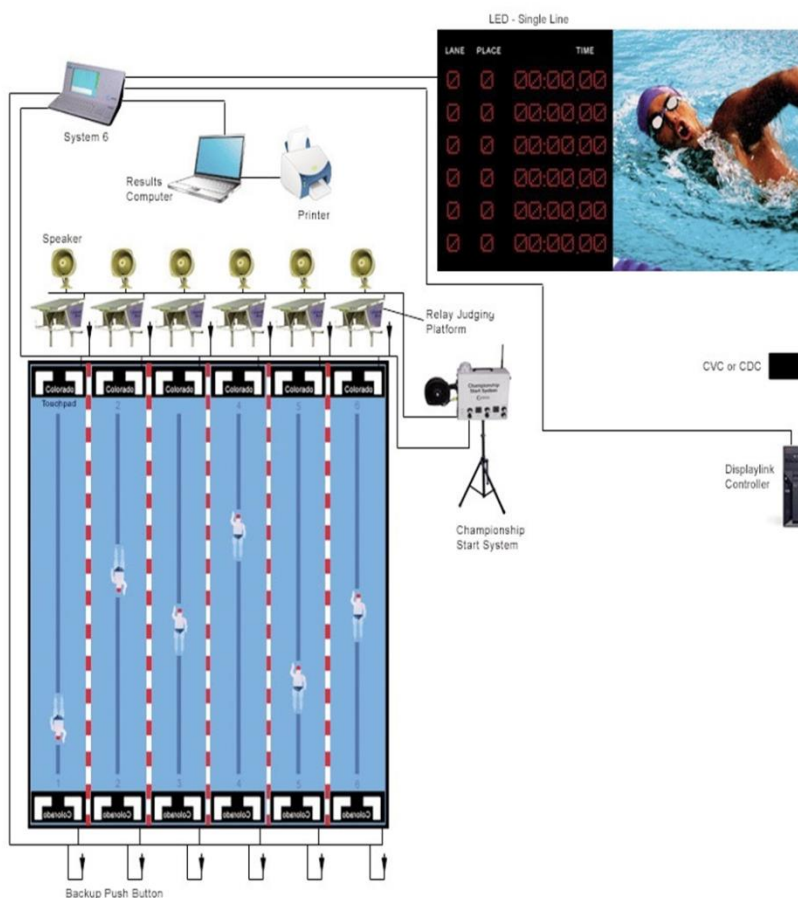 LED - Single Line
LANE PLACE TIME
0 0 00:00.00
0 0 00:00.00
0 0 00:00.00
0 0 00:00.00
0 0 00:00.00
0 0 00:00.00
System 6
Results
Computer
Printer
Speaker
Relay Judging
Platform
Championship
Start System
CVC or CDC
Colorado Colorado Colorado Colorado Colorado Colorado
Touchpad 2 3 4 5 6
Displaylink
Controller
Championship
Start System
1 2 3 4 5 6
Colorado Colorado Colorado Colorado Colorado Colorado
Backup Push Button